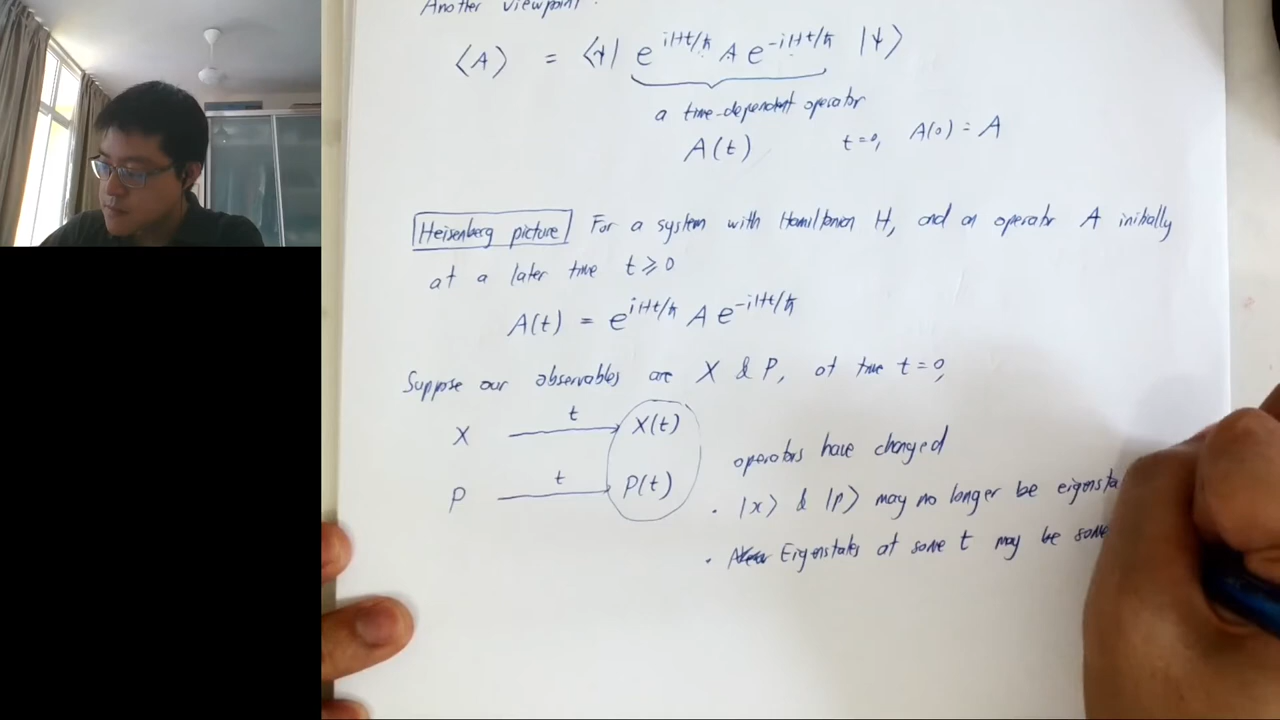 Another viewpoint:
⟨A⟩ = ⟨ψ| e^{iHt/ħ} A e^{-iHt/ħ} |ψ⟩
a time-dependent operator
A(t) t=0, A(0) = A
Heisenberg picture For a system with Hamiltonian H, and an operator A initially
at a later time t ≥ 0
A(t) = e^{iHt/ħ} A e^{-iHt/ħ}
Suppose our observables are X & P, at time t=0,
X t X(t)
operators have changed
P t P(t)
· |x⟩ & |p⟩ may no longer be eigensta
· Eigenstates at some t may be some